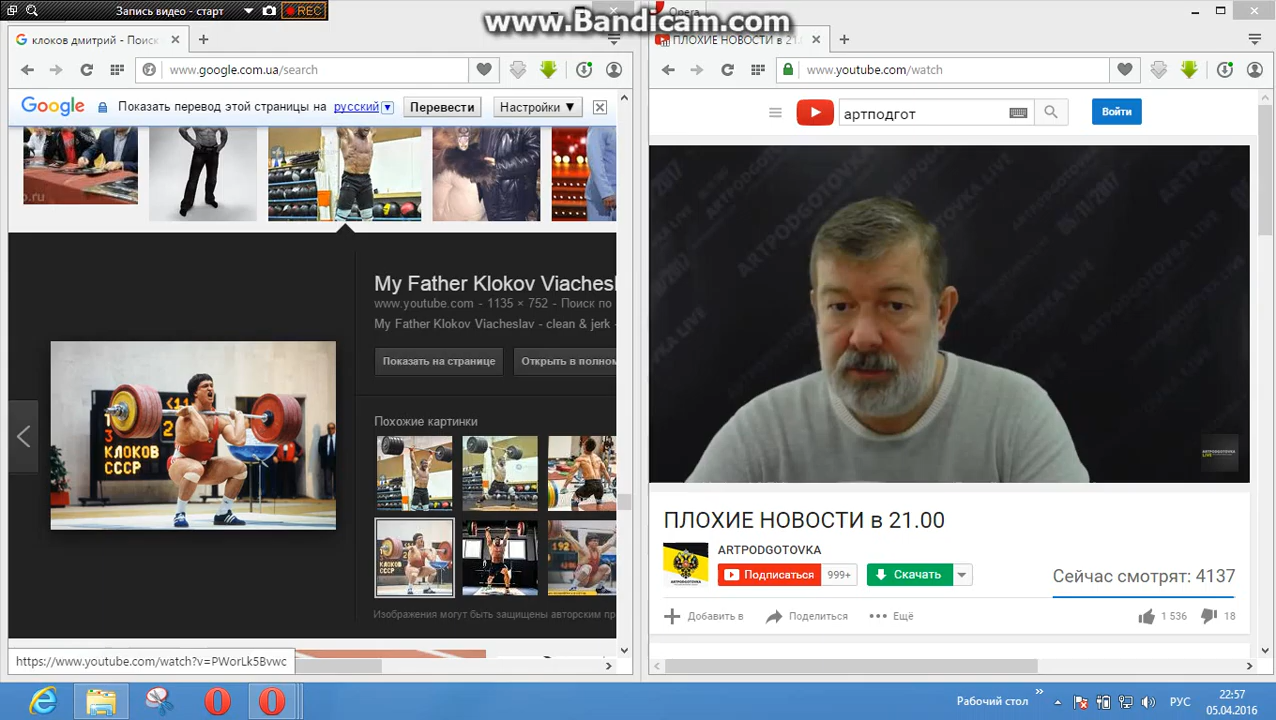 Запись видео - старт
REC
www.Bandicam.com
Opera
клоков дмитрий - Поиск
ПЛОХИЕ НОВОСТИ в 21.
www.google.com.ua/search
www.youtube.com/watch
Google
Показать перевод этой страницы на русский
Перевести
Настройки ▼
артподгот
Войти
2017
ARTPODGOTOVKA LIVE
My Father Klokov Viaches
www.youtube.com - 1135 × 752 - Поиск по
My Father Klokov Viacheslav - clean & jerk -
Показать на странице
Открыть в полном
Похожие картинки
КЛОКОВ
СССР
Изображения могут быть защищены авторским пр
ПЛОХИЕ НОВОСТИ в 21.00
ARTPODGOTOVKA
Подписаться
999+
Скачать
Сейчас смотрят: 4137
Добавить в
Поделиться
Ещё
1 536
18
https://www.youtube.com/watch?v=PWorLk5Bvwc
Рабочий стол
РУС
22:57
05.04.2016